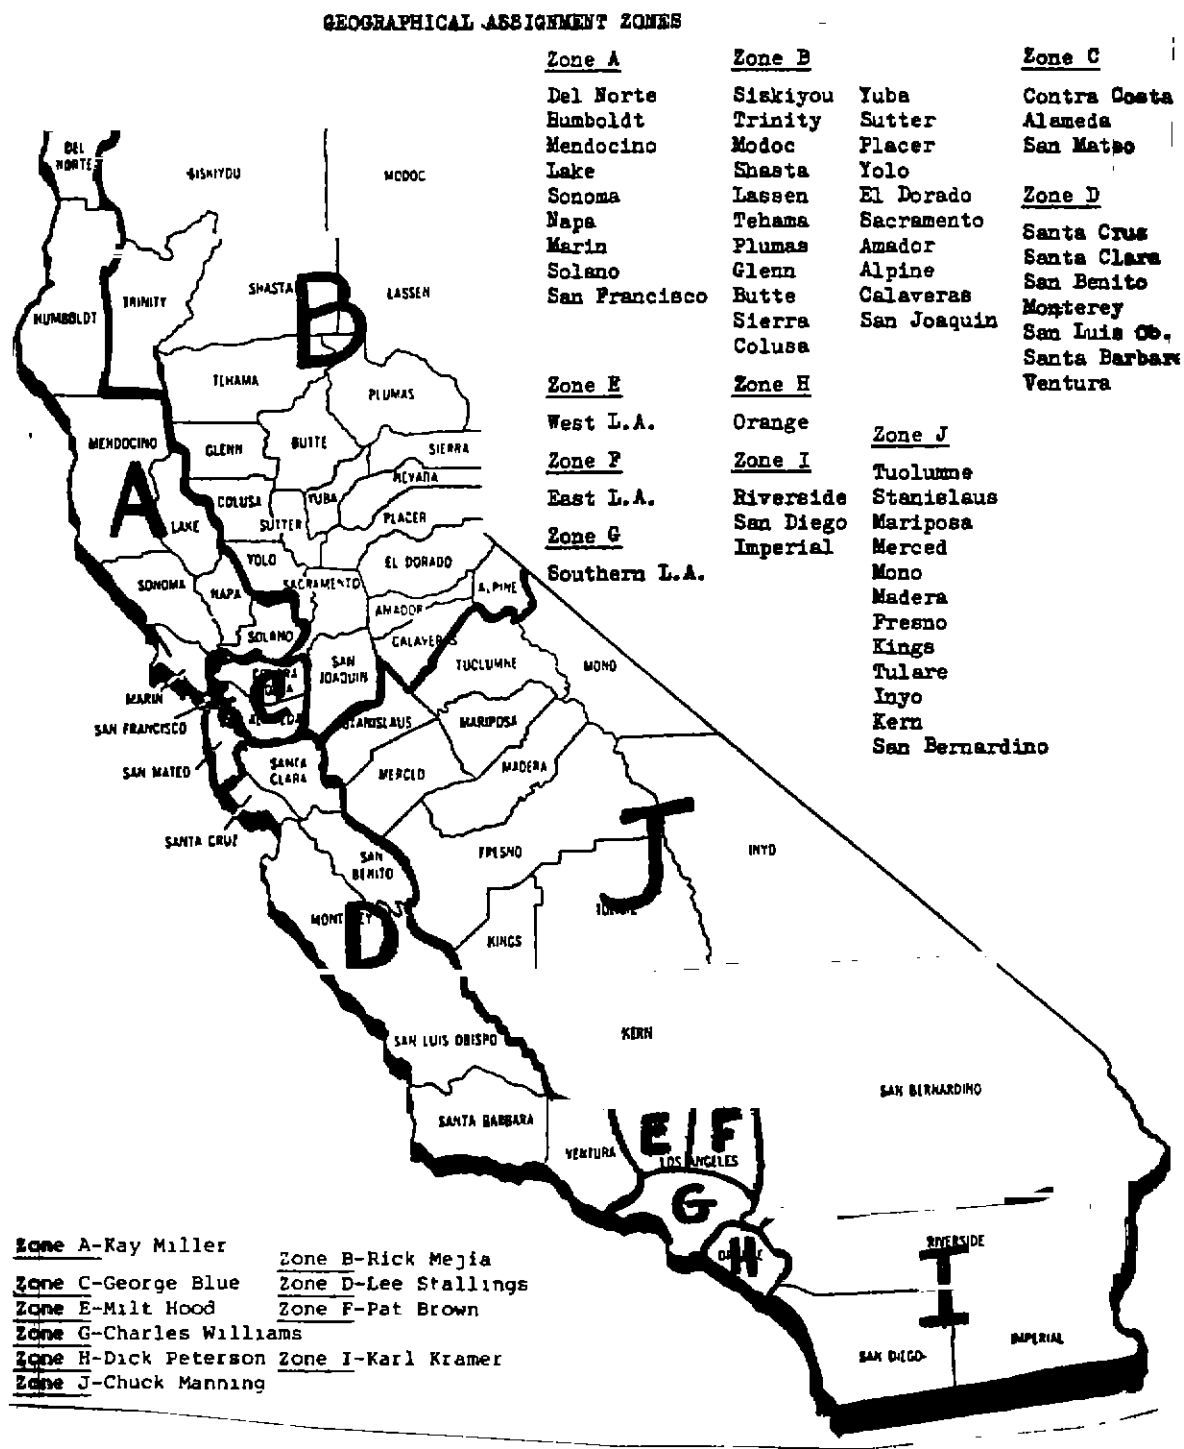 GEOGRAPHICAL ASSIGNMENT ZONES
Zone A
Del Norte
Humboldt
Mendocino
Lake
Sonoma
Napa
Marin
Solano
San Francisco
Zone B
Siskiyou
Trinity
Modoc
Shasta
Lassen
Tehama
Plumas
Glenn
Butte
Sierra
Colusa
Yuba
Sutter
Placer
Yolo
El Dorado
Sacramento
Amador
Alpine
Calaveras
San Joaquin
Zone C
Contra Costa
Alameda
San Mateo
Zone D
Santa Cruz
Santa Clara
San Benito
Monterey
San Luis Ob.
Santa Barbara
Ventura
Zone E
West L.A.
Zone F
East L.A.
Zone G
Southern L.A.
Zone H
Orange
Zone I
Riverside
San Diego
Imperial
Zone J
Tuolumne
Stanislaus
Mariposa
Merced
Mono
Madera
Fresno
Kings
Tulare
Inyo
Kern
San Bernardino
DEL
NORTE
SISKIYOU
MODOC
HUMBOLDT
TRINITY
SHASTA
B
LASSEN
TEHAMA
PLUMAS
MENDOCINO
GLENN
BUTTE
SIERRA
NEVADA
A
LAKE
COLUSA
SUTTER
YUBA
PLACER
YOLO
EL DORADO
SONOMA
NAPA
SACRAMENTO
ALPINE
AMADOR
SOLANO
CALAVERAS
SAN
JOAQUIN
TUOLUMNE
MONO
CONTRA
COSTA
C
ALAMEDA
MARIN
SAN FRANCISCO
STANISLAUS
MARIPOSA
SAN MATEO
SANTA
CLARA
MERCED
MADERA
SANTA CRUZ
J
SAN
BENITO
FRESNO
INYO
TULARE
MONTEREY
D
KINGS
SAN LUIS OBISPO
KERN
SAN BERNARDINO
SANTA BARBARA
VENTURA
E
F
LOS ANGELES
G
ORANGE
H
RIVERSIDE
I
SAN DIEGO
IMPERIAL
Zone A-Kay Miller
Zone B-Rick Mejia
Zone C-George Blue
Zone D-Lee Stallings
Zone E-Milt Hood
Zone F-Pat Brown
Zone G-Charles Williams
Zone H-Dick Peterson
Zone I-Karl Kramer
Zone J-Chuck Manning